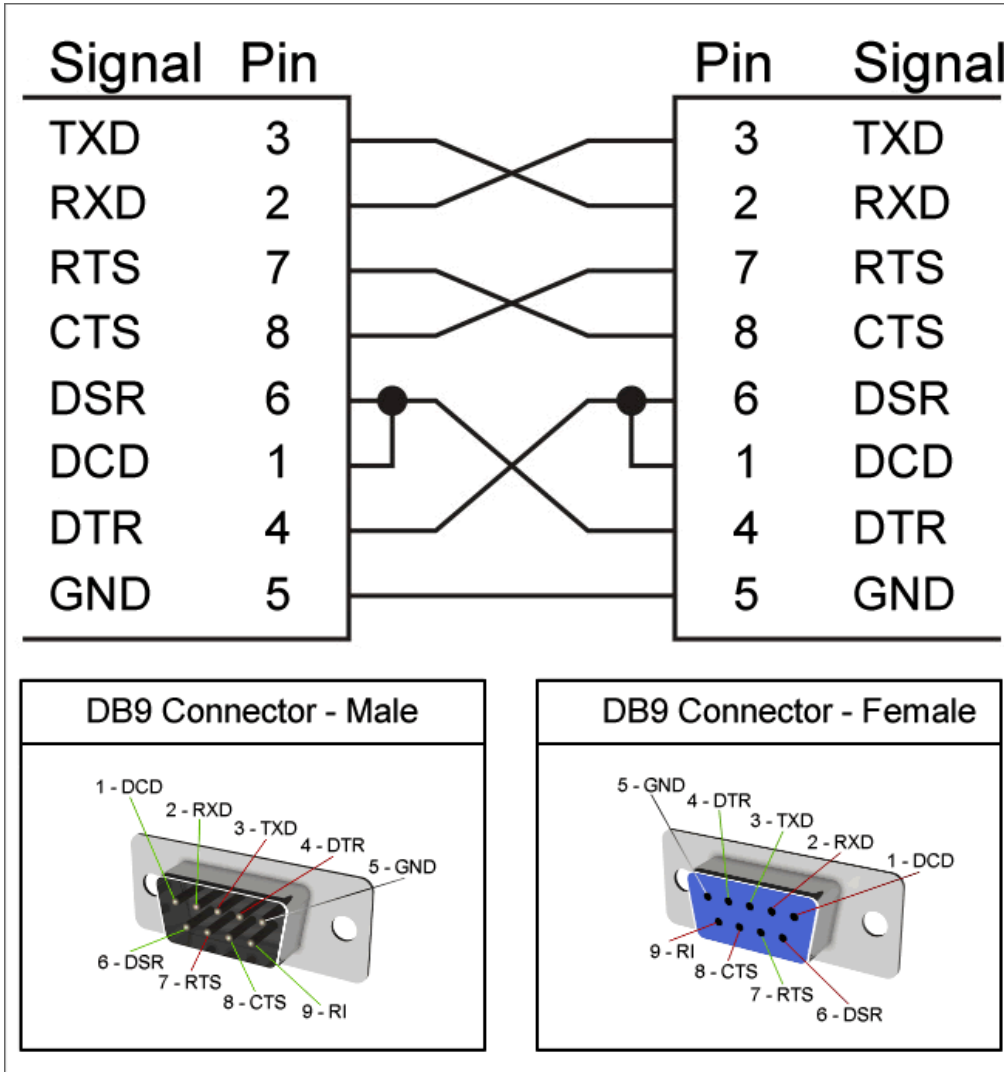 Signal Pin Pin Signal
TXD 3 3 TXD
RXD 2 2 RXD
RTS 7 7 RTS
CTS 8 8 CTS
DSR 6 6 DSR
DCD 1 1 DCD
DTR 4 4 DTR
GND 5 5 GND
DB9 Connector - Male
1 - DCD
2 - RXD
3 - TXD
4 - DTR
5 - GND
6 - DSR
7 - RTS
8 - CTS
9 - RI
DB9 Connector - Female
5 - GND
4 - DTR
3 - TXD
2 - RXD
1 - DCD
9 - RI
8 - CTS
7 - RTS
6 - DSR